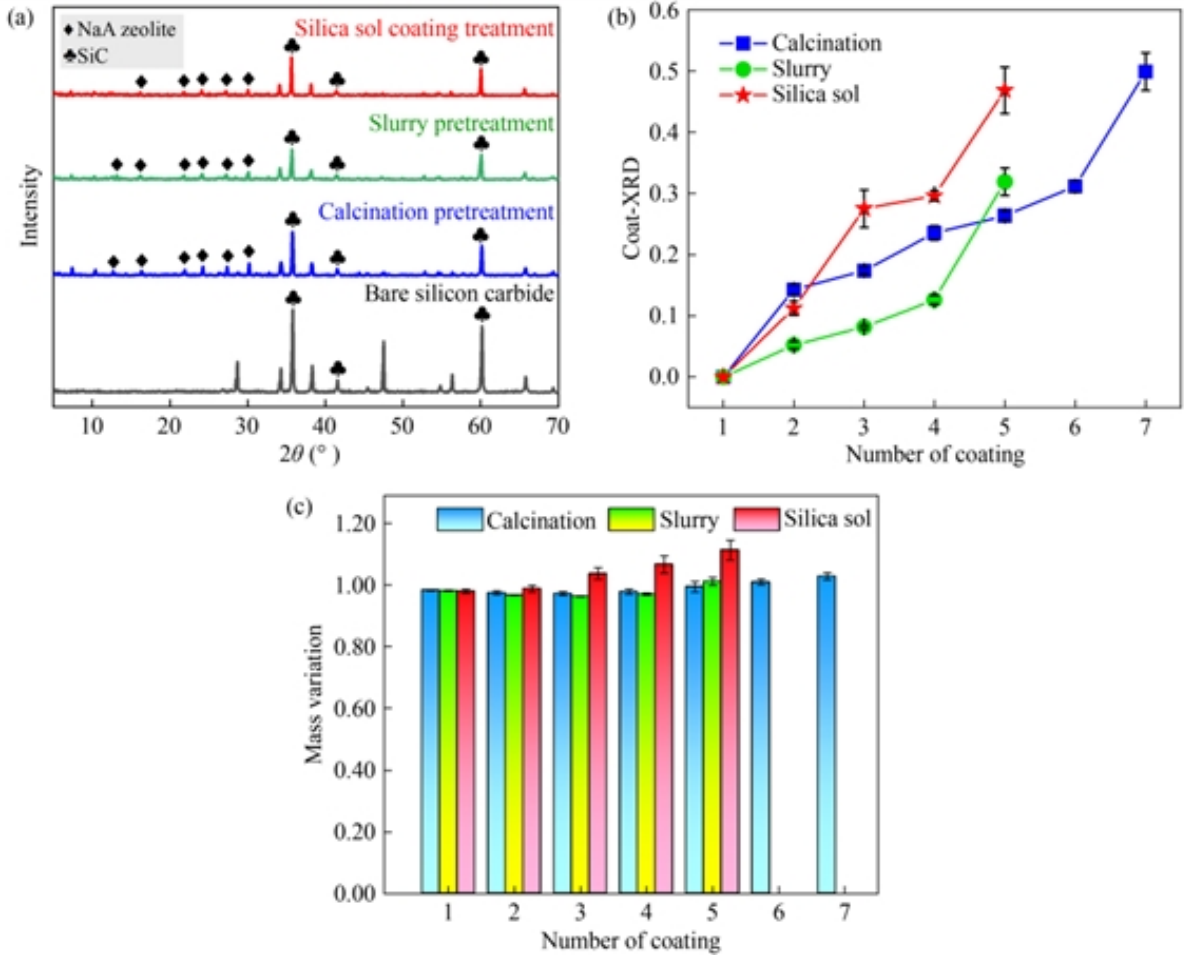 (a)
NaA zeolite
SiC
Silica sol coating treatment
Slurry pretreatment
Calcination pretreatment
Bare silicon carbide
Intensity
10 20 30 40 50 60 70
2θ (°)
(b)
Calcination
Slurry
Silica sol
Coat-XRD
0.6
0.5
0.4
0.3
0.2
0.1
0.0
1 2 3 4 5 6 7
Number of coating
(c)
Calcination Slurry Silica sol
Mass variation
1.20
1.00
0.80
0.60
0.40
0.20
0.00
1 2 3 4 5 6 7
Number of coating